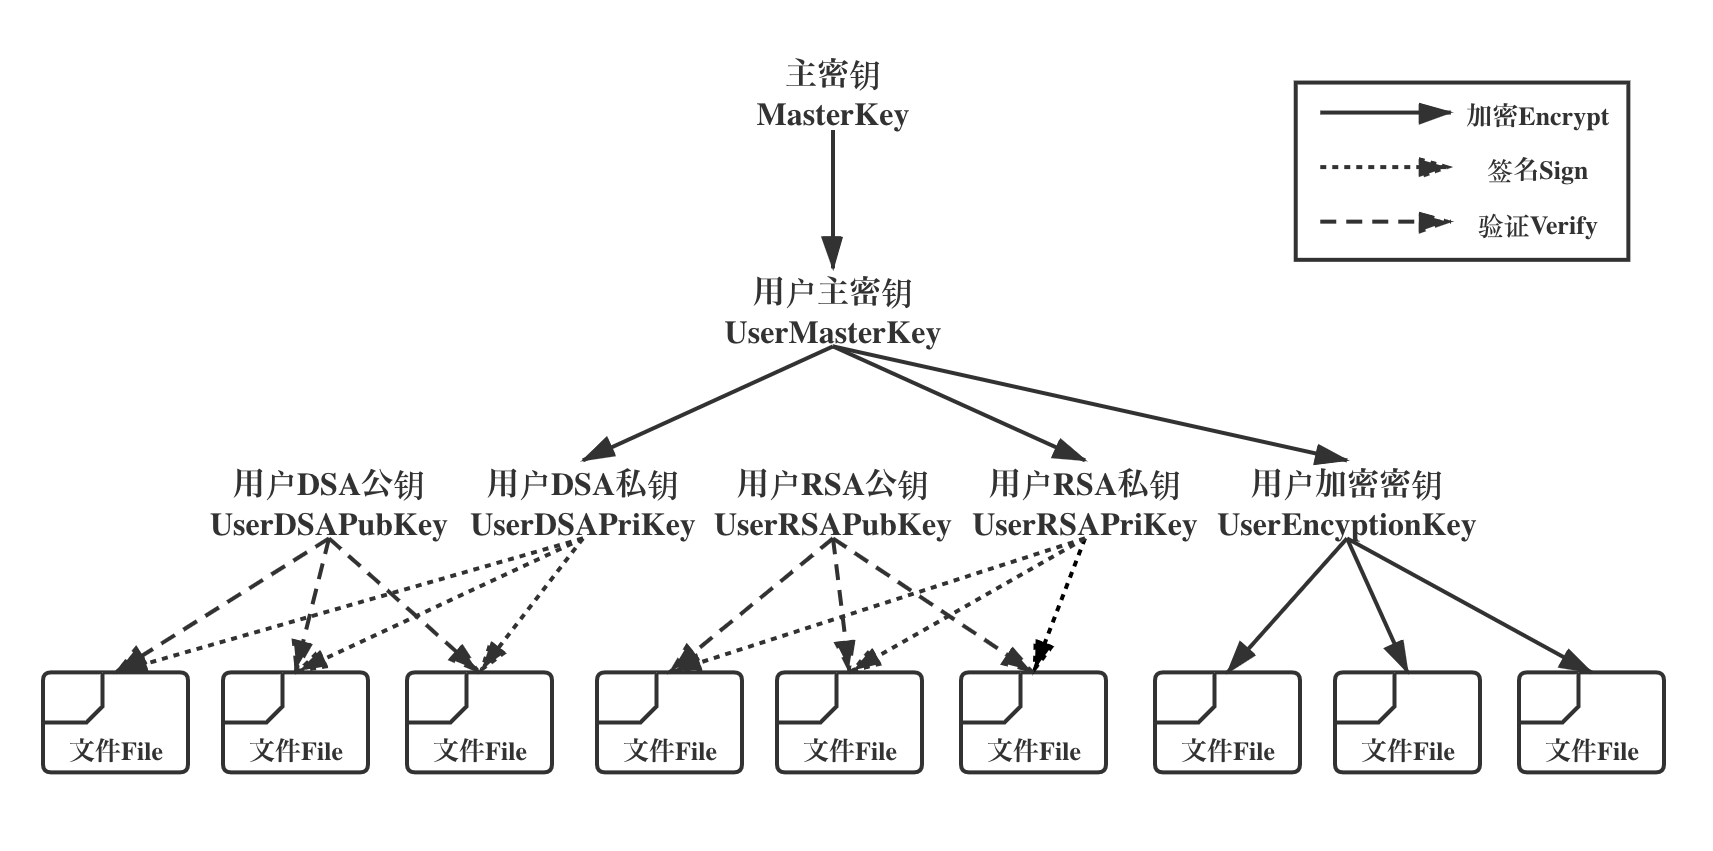 主密钥
MasterKey
加密Encrypt
签名Sign
验证Verify
用户主密钥
UserMasterKey
用户DSA公钥
UserDSAPubKey
用户DSA私钥
UserDSAPriKey
用户RSA公钥
UserRSAPubKey
用户RSA私钥
UserRSAPriKey
用户加密密钥
UserEncyptionKey
文件File
文件File
文件File
文件File
文件File
文件File
文件File
文件File
文件File